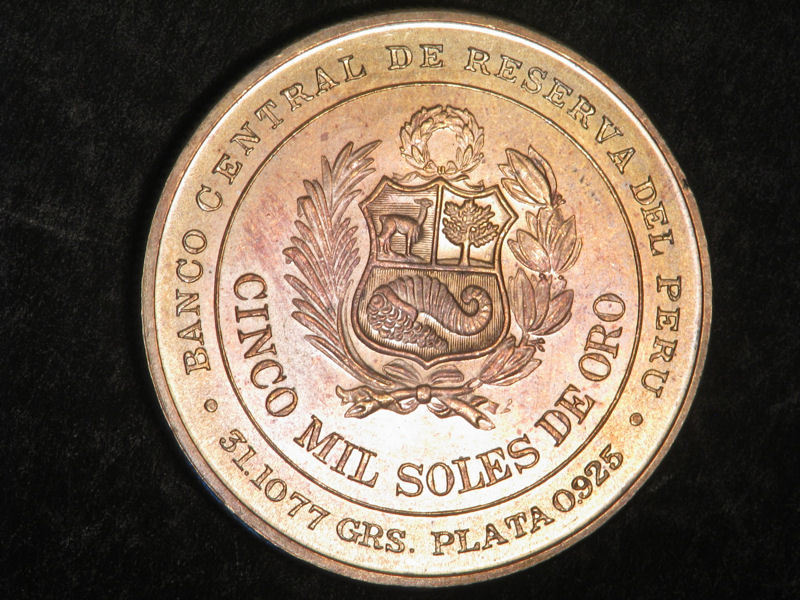 BANCO CENTRAL DE RESERVA DEL PERU
CINCO MIL SOLES DE ORO
31.1077 GRS. PLATA 0.925